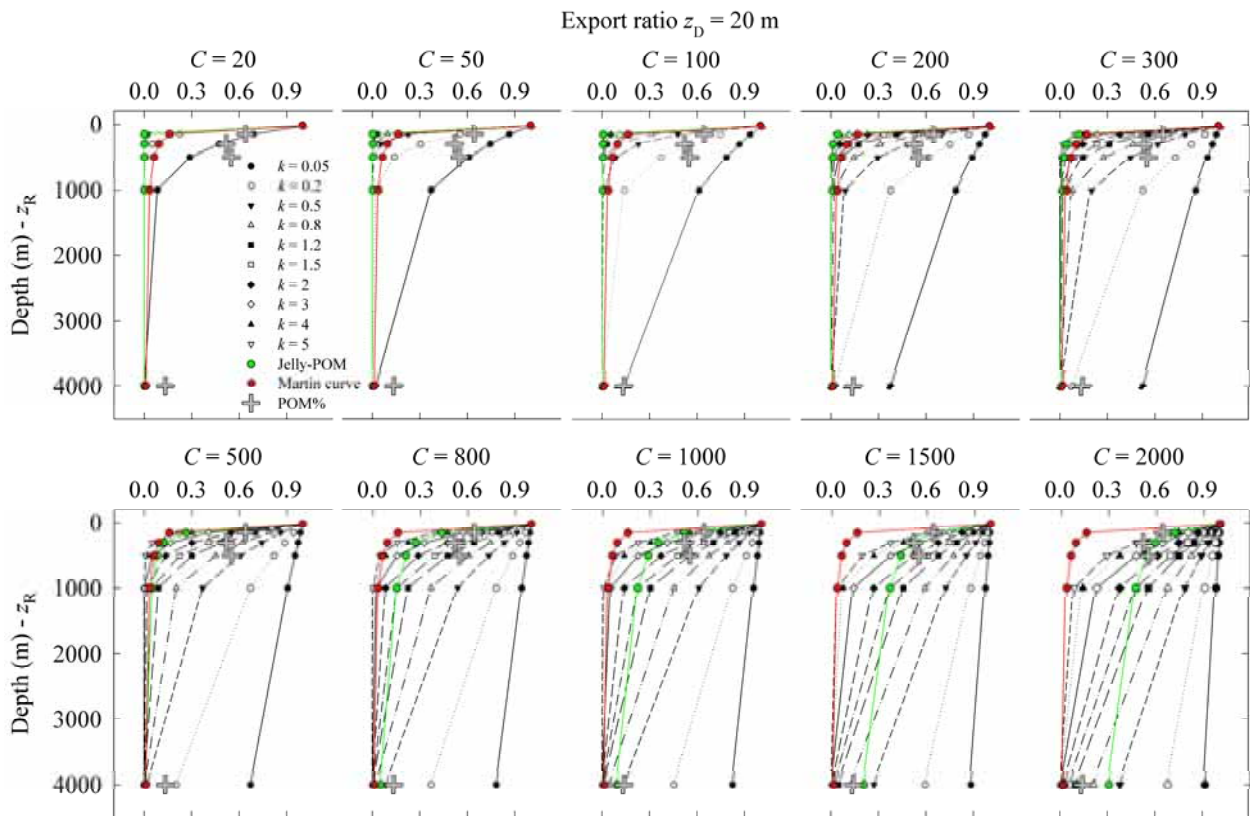 Export ratio z_D = 20 m
C = 20 C = 50 C = 100 C = 200 C = 300
0.0 0.3 0.6 0.9 0.0 0.3 0.6 0.9 0.0 0.3 0.6 0.9 0.0 0.3 0.6 0.9 0.0 0.3 0.6 0.9
Depth (m) - z_R
0
1000
2000
3000
4000
k = 0.05
k = 0.2
k = 0.5
k = 0.8
k = 1.2
k = 1.5
k = 2
k = 3
k = 4
k = 5
Jelly-POM
Martin curve
POM%
C = 500 C = 800 C = 1000 C = 1500 C = 2000
0.0 0.3 0.6 0.9 0.0 0.3 0.6 0.9 0.0 0.3 0.6 0.9 0.0 0.3 0.6 0.9 0.0 0.3 0.6 0.9
Depth (m) - z_R
0
1000
2000
3000
4000